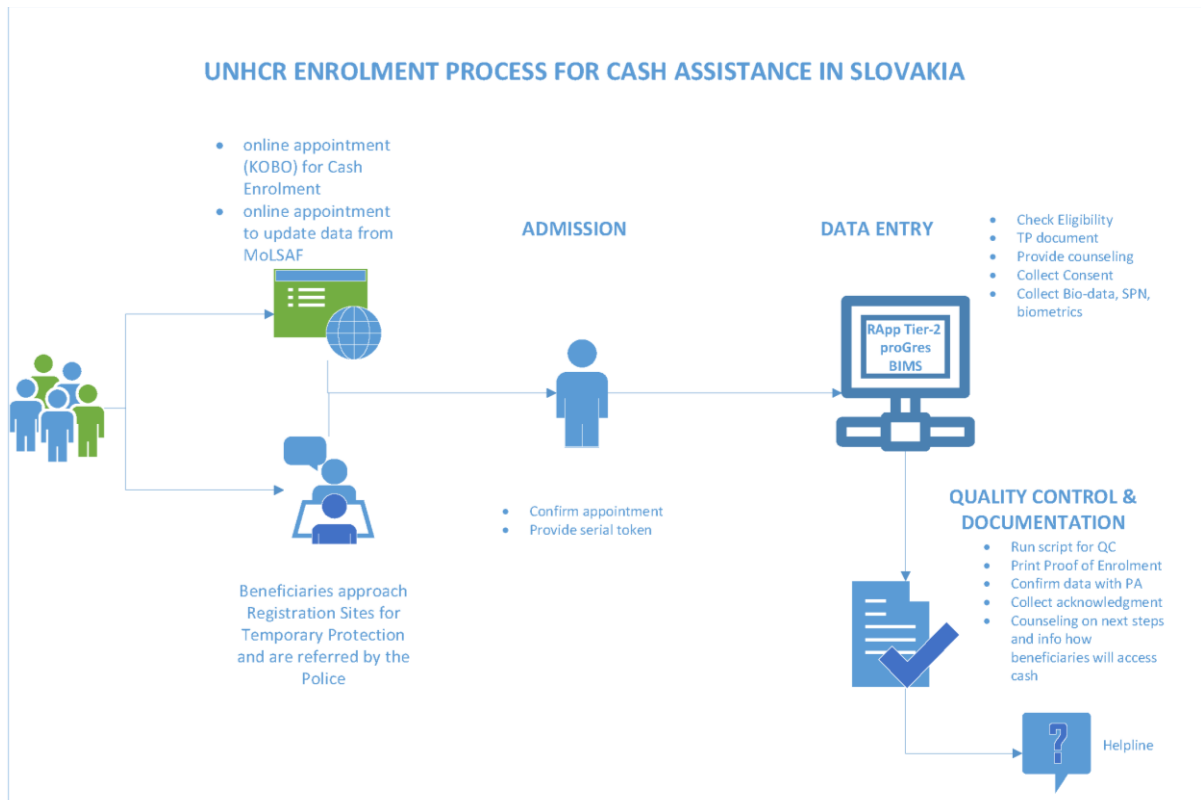 UNHCR ENROLMENT PROCESS FOR CASH ASSISTANCE IN SLOVAKIA
• online appointment
(KOBO) for Cash
Enrolment
• online appointment
to update data from
MoLSAF
Beneficiaries approach
Registration Sites for
Temporary Protection
and are referred by the
Police
ADMISSION
• Confirm appointment
• Provide serial token
DATA ENTRY
• Check Eligibility
• TP document
• Provide counseling
• Collect Consent
• Collect Bio-data, SPN,
biometrics
RApp Tier-2
proGres
BIMS
QUALITY CONTROL &
DOCUMENTATION
• Run script for QC
• Print Proof of Enrolment
• Confirm data with PA
• Collect acknowledgment
• Counseling on next steps
and info how
beneficiaries will access
cash
?
Helpline